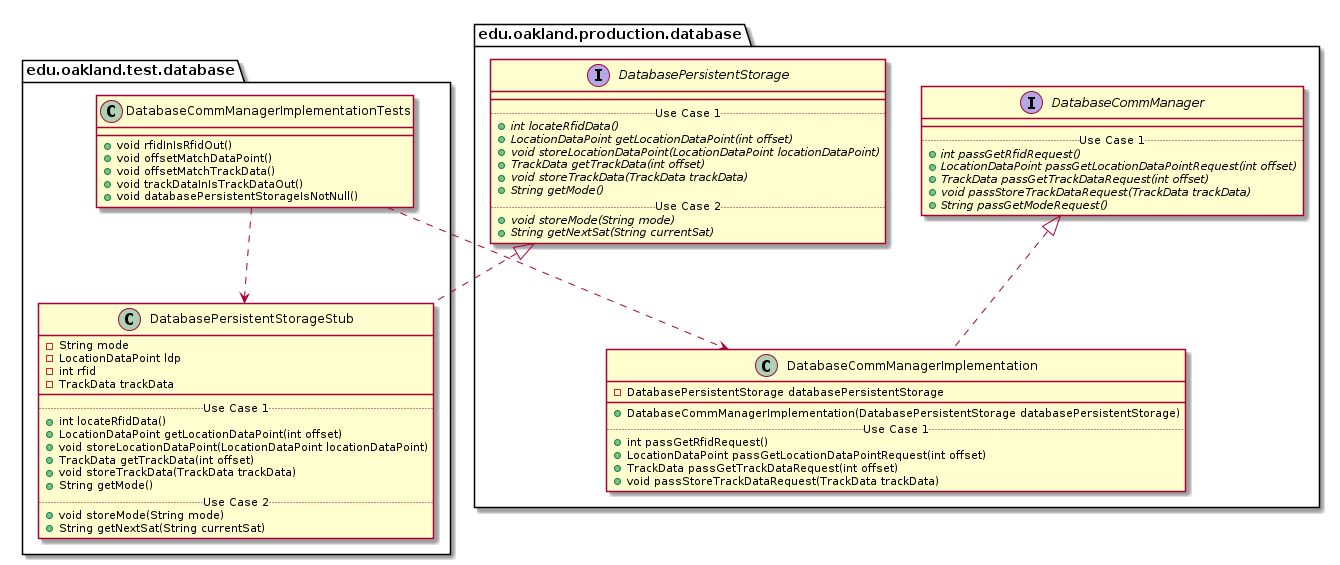 edu.oakland.test.database
C DatabaseCommManagerImplementationTests
void rfidInIsRfidOut()
void offsetMatchDataPoint()
void offsetMatchTrackData()
void trackDataInIsTrackDataOut()
void databasePersistentStorageIsNotNull()
C DatabasePersistentStorageStub
String mode
LocationDataPoint ldp
int rfid
TrackData trackData
Use Case 1
int locateRfidData()
LocationDataPoint getLocationDataPoint(int offset)
void storeLocationDataPoint(LocationDataPoint locationDataPoint)
TrackData getTrackData(int offset)
void storeTrackData(TrackData trackData)
String getMode()
Use Case 2
void storeMode(String mode)
String getNextSat(String currentSat)
edu.oakland.production.database
I DatabasePersistentStorage
Use Case 1
int locateRfidData()
LocationDataPoint getLocationDataPoint(int offset)
void storeLocationDataPoint(LocationDataPoint locationDataPoint)
TrackData getTrackData(int offset)
void storeTrackData(TrackData trackData)
String getMode()
Use Case 2
void storeMode(String mode)
String getNextSat(String currentSat)
I DatabaseCommManager
Use Case 1
int passGetRfidRequest()
LocationDataPoint passGetLocationDataPointRequest(int offset)
TrackData passGetTrackDataRequest(int offset)
void passStoreTrackDataRequest(TrackData trackData)
String passGetModeRequest()
C DatabaseCommManagerImplementation
DatabasePersistentStorage databasePersistentStorage
DatabaseCommManagerImplementation(DatabasePersistentStorage databasePersistentStorage)
Use Case 1
int passGetRfidRequest()
LocationDataPoint passGetLocationDataPointRequest(int offset)
TrackData passGetTrackDataRequest(int offset)
void passStoreTrackDataRequest(TrackData trackData)